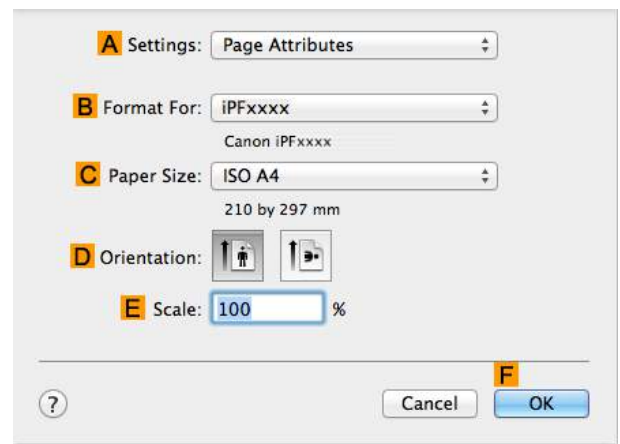 A Settings: Page Attributes
B Format For: iPFxxxx
Canon iPFxxxx
C Paper Size: ISO A4
210 by 297 mm
D Orientation:
E Scale: 100 %
F
? Cancel OK